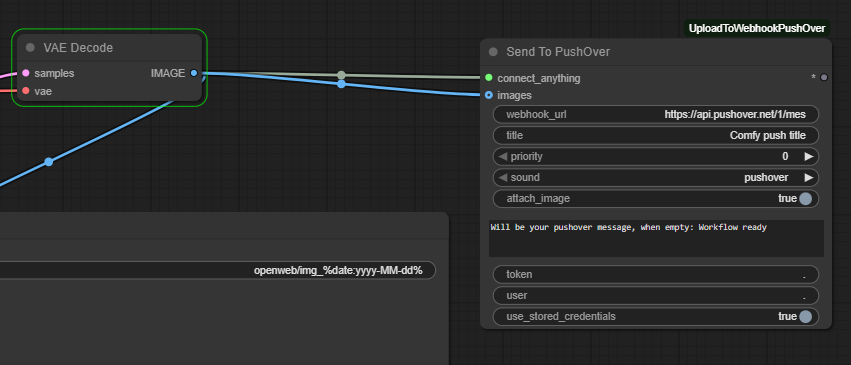 UploadToWebhookPushOver
VAE Decode
samples IMAGE
vae
Send To PushOver
connect_anything *
images
webhook_url https://api.pushover.net/1/mes
title Comfy push title
priority 0
sound pushover
attach_image true
Will be your pushover message, when empty: Workflow ready
token .
user .
use_stored_credentials true
openweb/img_%date:yyyy-MM-dd%